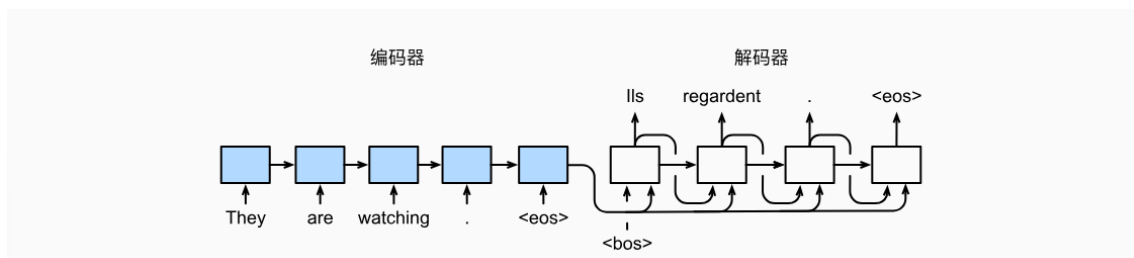 编码器
解码器
Ils regardent . <eos>
They are watching . <eos>
<bos>